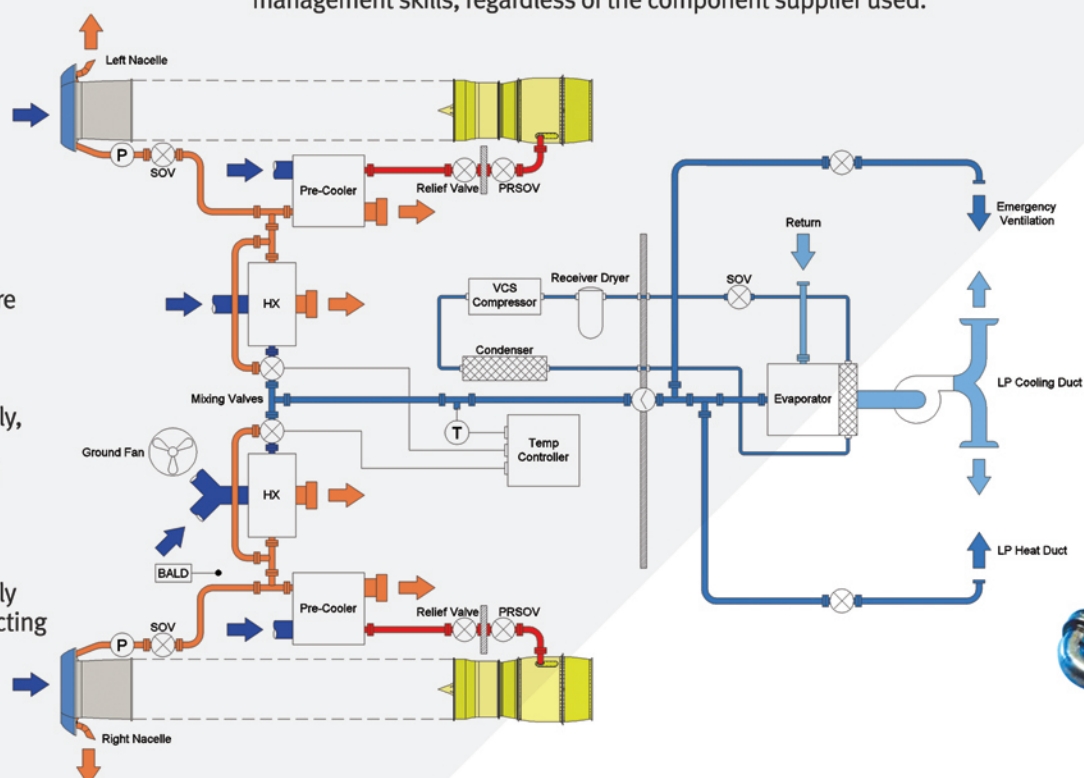 management skills, regardless of the component supplier used.
Left Nacelle
P
SOV
Pre-Cooler
Relief Valve
PRSOV
Emergency
Ventilation
Return
re
HX
VCS
Compressor
Receiver Dryer
SOV
Condenser
LP Cooling Duct
Mixing Valves
Evaporator
ly,
T
Temp
Controller
Ground Fan
HX
LP Heat Duct
BALD
ly
cting
Pre-Cooler
Relief Valve
PRSOV
P
SOV
Right Nacelle